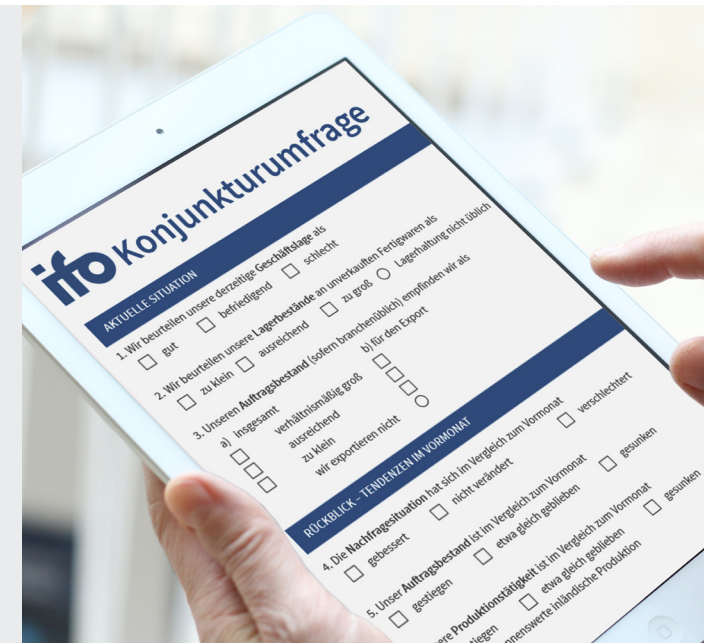 ifo Konjunkturumfrage
AKTUELLE SITUATION
1. Wir beurteilen unsere derzeitige Geschäftslage als
gut befriedigend schlecht
2. Wir beurteilen unsere Lagerbestände an unverkauften Fertigwaren als
zu klein ausreichend zu groß Lagerhaltung nicht üblich
3. Unseren Auftragsbestand (sofern branchenüblich) empfinden wir als
a) insgesamt b) für den Export
verhältnismäßig groß
ausreichend
zu klein
wir exportieren nicht
RÜCKBLICK – TENDENZEN IM VORMONAT
4. Die Nachfragesituation hat sich im Vergleich zum Vormonat
gebessert nicht verändert verschlechtert
5. Unser Auftragsbestand ist im Vergleich zum Vormonat
gestiegen etwa gleich geblieben gesunken
Produktionstätigkeit ist im Vergleich zum Vormonat
etwa gleich geblieben gesunken
inländische Produktion